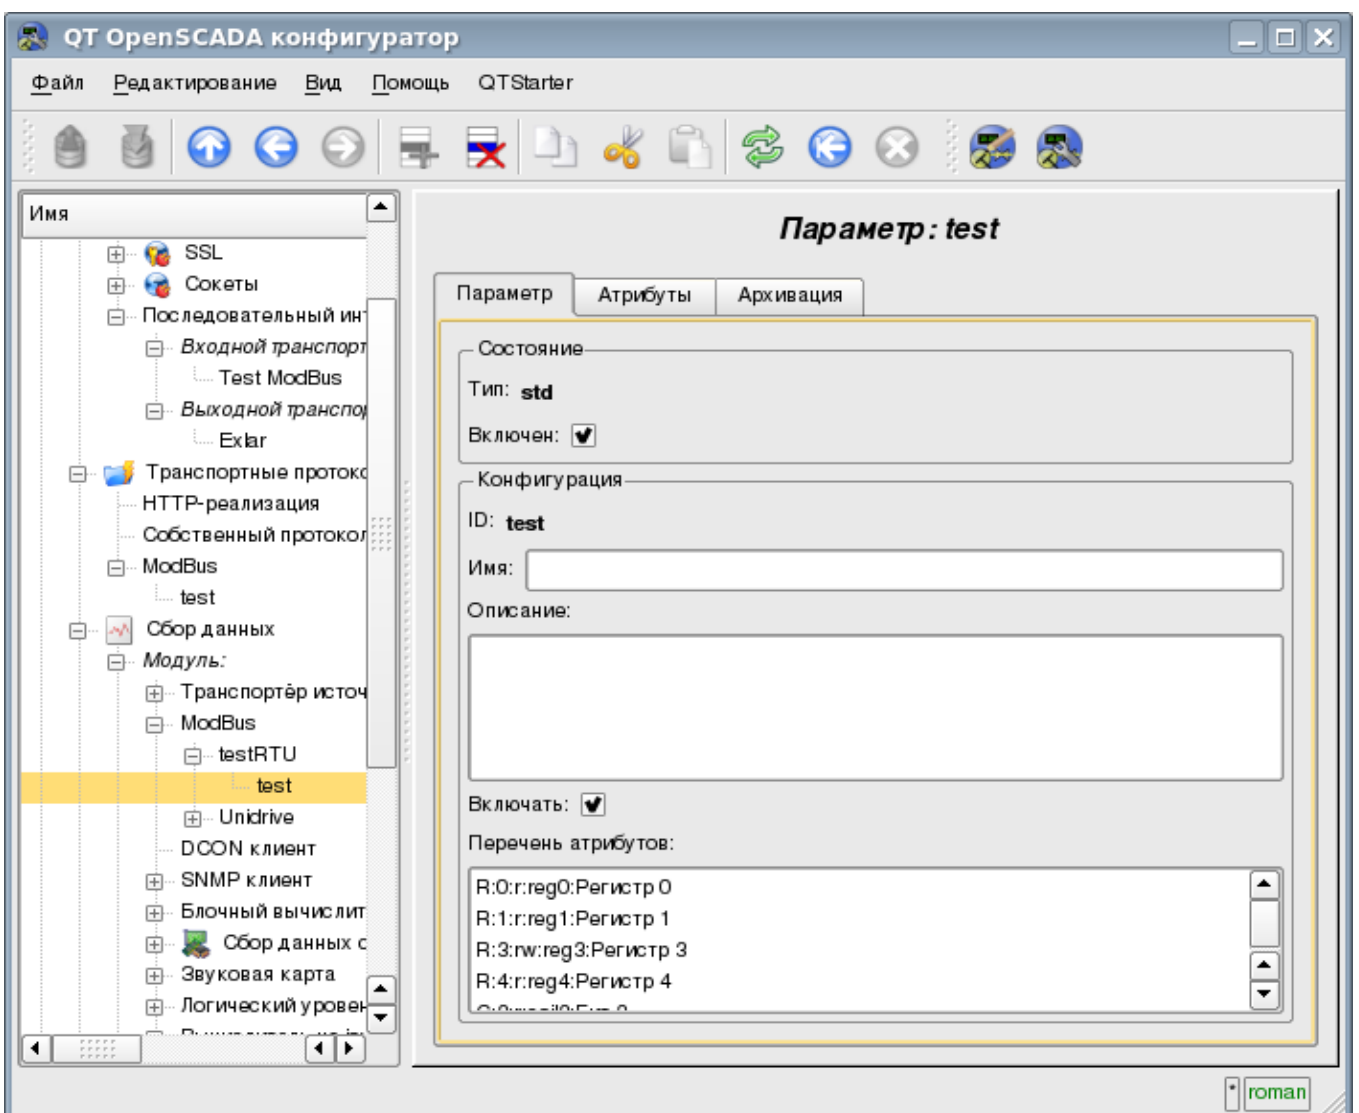 QT OpenSCADA конфигуратор
Файл Редактирование Вид Помощь QTStarter
Имя
SSL
Сокеты
Последовательный инт
Входной транспорт
Test ModBus
Выходной транспор
Exlar
Транспортные протоко
HTTP-реализация
Собственный протокол
ModBus
test
Сбор данных
Модуль:
Транспортёр источ
ModBus
testRTU
test
Unidrive
DCON клиент
SNMP клиент
Блочный вычислит
Сбор данных с
Звуковая карта
Логический уровен
Параметр: test
Параметр Атрибуты Архивация
Состояние
Тип: std
Включен:
Конфигурация
ID: test
Имя:
Описание:
Включать:
Перечень атрибутов:
R:0:r:reg0:Регистр 0
R:1:r:reg1:Регистр 1
R:3:rw:reg3:Регистр 3
R:4:r:reg4:Регистр 4
* roman